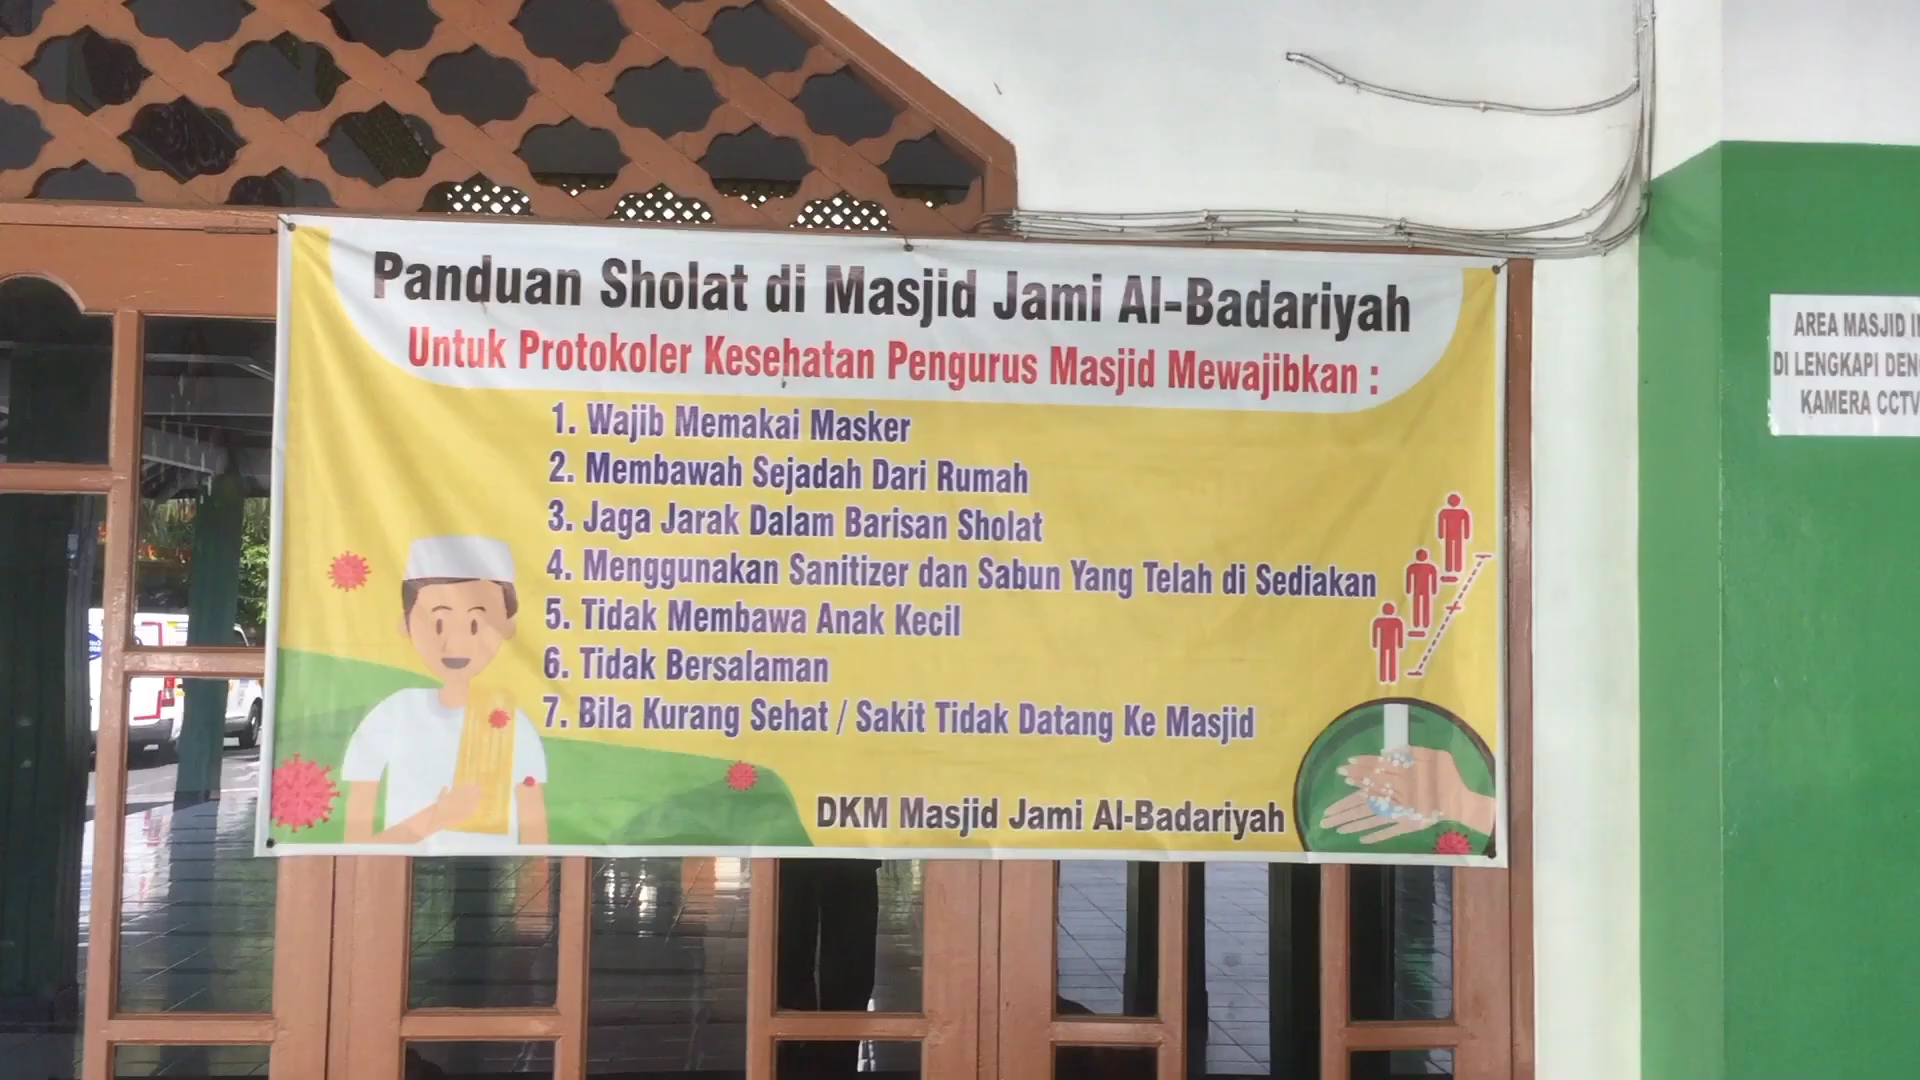 Panduan Sholat di Masjid Jami Al-Badariyah
Untuk Protokoler Kesehatan Pengurus Masjid Mewajibkan :
1. Wajib Memakai Masker
2. Membawah Sejadah Dari Rumah
3. Jaga Jarak Dalam Barisan Sholat
4. Menggunakan Sanitizer dan Sabun Yang Telah di Sediakan
5. Tidak Membawa Anak Kecil
6. Tidak Bersalaman
7. Bila Kurang Sehat / Sakit Tidak Datang Ke Masjid
DKM Masjid Jami Al-Badariyah
AREA MASJID
DI LENGKAPI
KAMERA CCTV